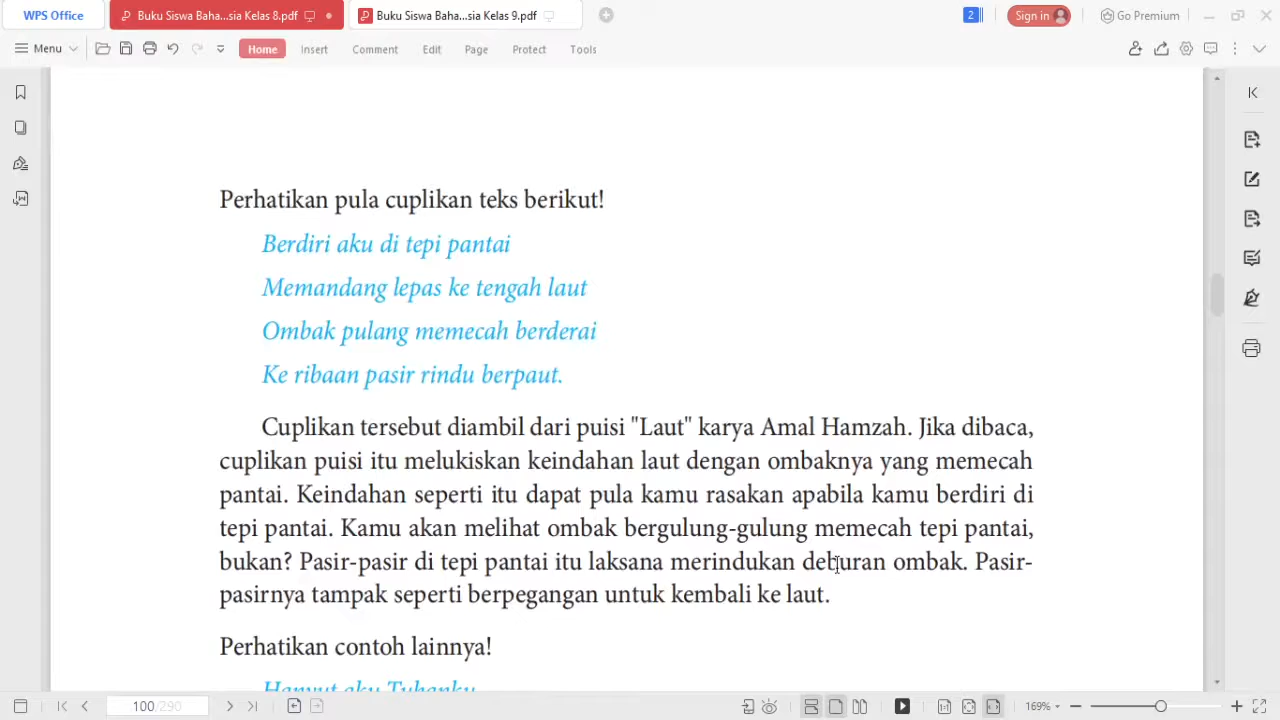 WPS Office
Buku Siswa Baha...sia Kelas 8.pdf
Buku Siswa Baha...sia Kelas 9.pdf
2
Sign in
Go Premium
Menu
Home
Insert
Comment
Edit
Page
Protect
Tools
Perhatikan pula cuplikan teks berikut!
Berdiri aku di tepi pantai
Memandang lepas ke tengah laut
Ombak pulang memecah berderai
Ke ribaan pasir rindu berpaut.
Cuplikan tersebut diambil dari puisi "Laut" karya Amal Hamzah. Jika dibaca,
cuplikan puisi itu melukiskan keindahan laut dengan ombaknya yang memecah
pantai. Keindahan seperti itu dapat pula kamu rasakan apabila kamu berdiri di
tepi pantai. Kamu akan melihat ombak bergulung-gulung memecah tepi pantai,
bukan? Pasir-pasir di tepi pantai itu laksana merindukan deburan ombak. Pasir-
pasirnya tampak seperti berpegangan untuk kembali ke laut.
Perhatikan contoh lainnya!
Hanyut aku Tuhanku
100/290
169%